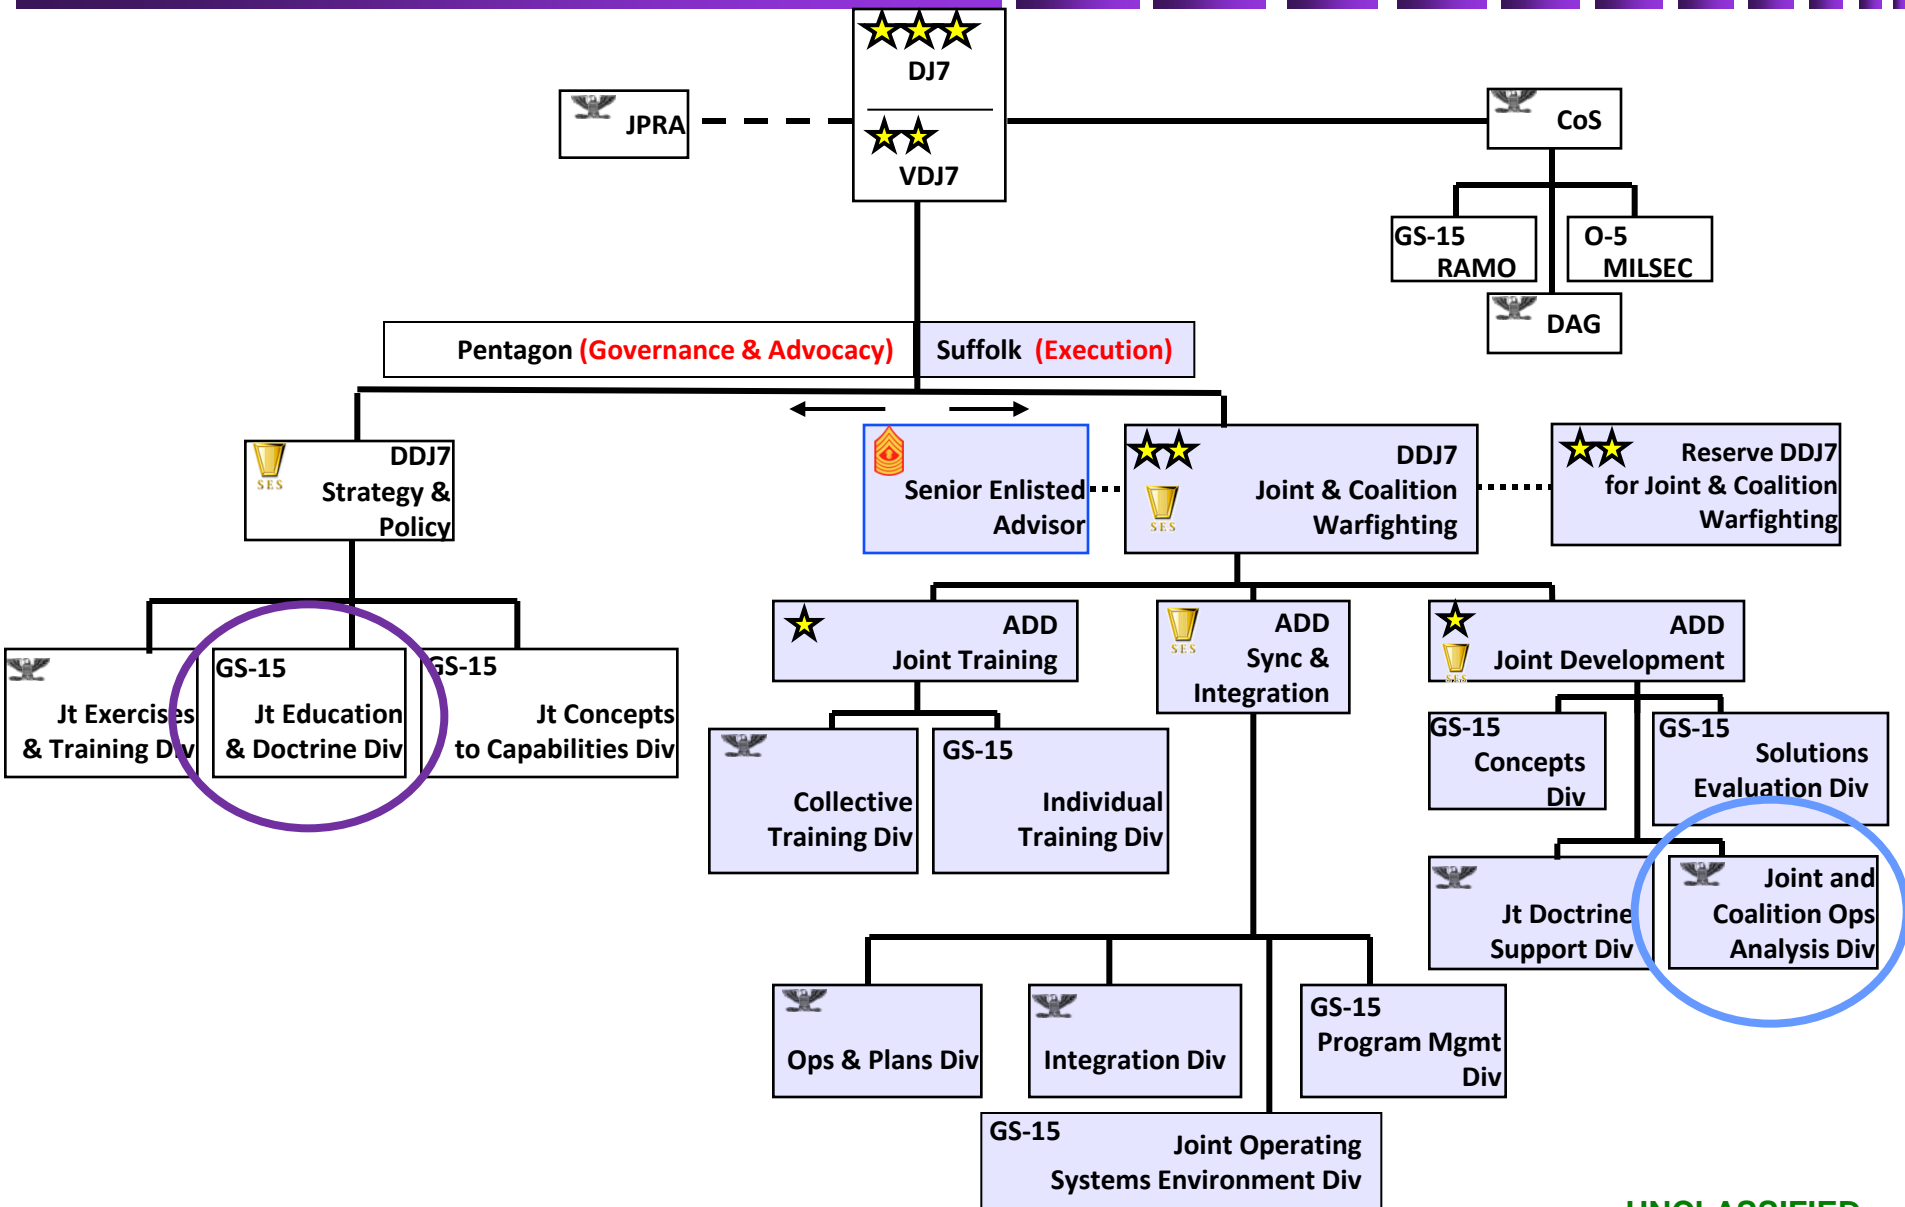 DJ7
VDJ7
JPRA
CoS
GS-15
RAMO
O-5
MILSEC
DAG
Pentagon (Governance & Advocacy)
Suffolk (Execution)
SES
DDJ7
Strategy &
Policy
Senior Enlisted
Advisor
SES
DDJ7
Joint & Coalition
Warfighting
Reserve DDJ7
for Joint & Coalition
Warfighting
Jt Exercises
& Training Div
GS-15
Jt Education
& Doctrine Div
GS-15
Jt Concepts
to Capabilities Div
ADD
Joint Training
SES
ADD
Sync &
Integration
SES
ADD
Joint Development
Collective
Training Div
GS-15
Individual
Training Div
GS-15
Concepts
Div
GS-15
Solutions
Evaluation Div
Jt Doctrine
Support Div
Joint and
Coalition Ops
Analysis Div
Ops & Plans Div
Integration Div
GS-15
Program Mgmt
Div
GS-15
Joint Operating
Systems Environment Div
UNCLASSIFIED